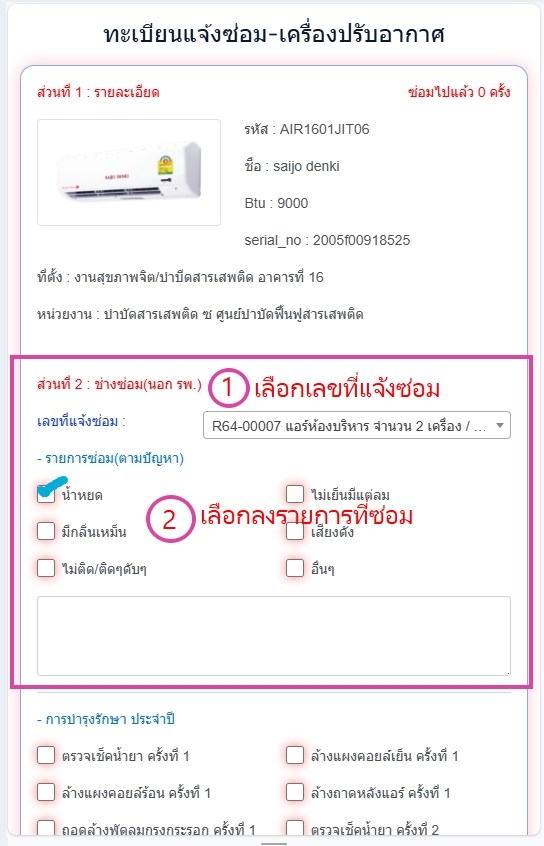 ทะเบียนแจ้งซ่อม-เครื่องปรับอากาศ
ส่วนที่ 1 : รายละเอียด ซ่อมไปแล้ว 0 ครั้ง
SAIJO DENKI
รหัส : AIR1601JIT06
ชื่อ : saijo denki
Btu : 9000
serial_no : 2005f00918525
ที่ตั้ง : งานสุขภาพจิต/บำบัดสารเสพติด อาคารที่ 16
หน่วยงาน : บำบัดสารเสพติด ซ ศูนย์บำบัดฟื้นฟูสารเสพติด
ส่วนที่ 2 : ช่างซ่อม(นอก รพ.) 1 เลือกเลขที่แจ้งซ่อม
เลขที่แจ้งซ่อม : R64-00007 แอร์ห้องบริหาร จำนวน 2 เครื่อง / ...
- รายการซ่อม(ตามปัญหา)
น้ำหยด ไม่เย็นมีแต่ลม
2 เลือกลงรายการที่ซ่อม
มีกลิ่นเหม็น เสียงดัง
ไม่ติด/ติดๆดับๆ อื่นๆ
- การบำรุงรักษา ประจำปี
ตรวจเช็คน้ำยา ครั้งที่ 1 ล้างแผงคอยล์เย็น ครั้งที่ 1
ล้างแผงคอยล์ร้อน ครั้งที่ 1 ล้างถาดหลังแอร์ ครั้งที่ 1
ถอดล้างพัดลมกรงกระรอก ครั้งที่ 1 ตรวจเช็คน้ำยา ครั้งที่ 2